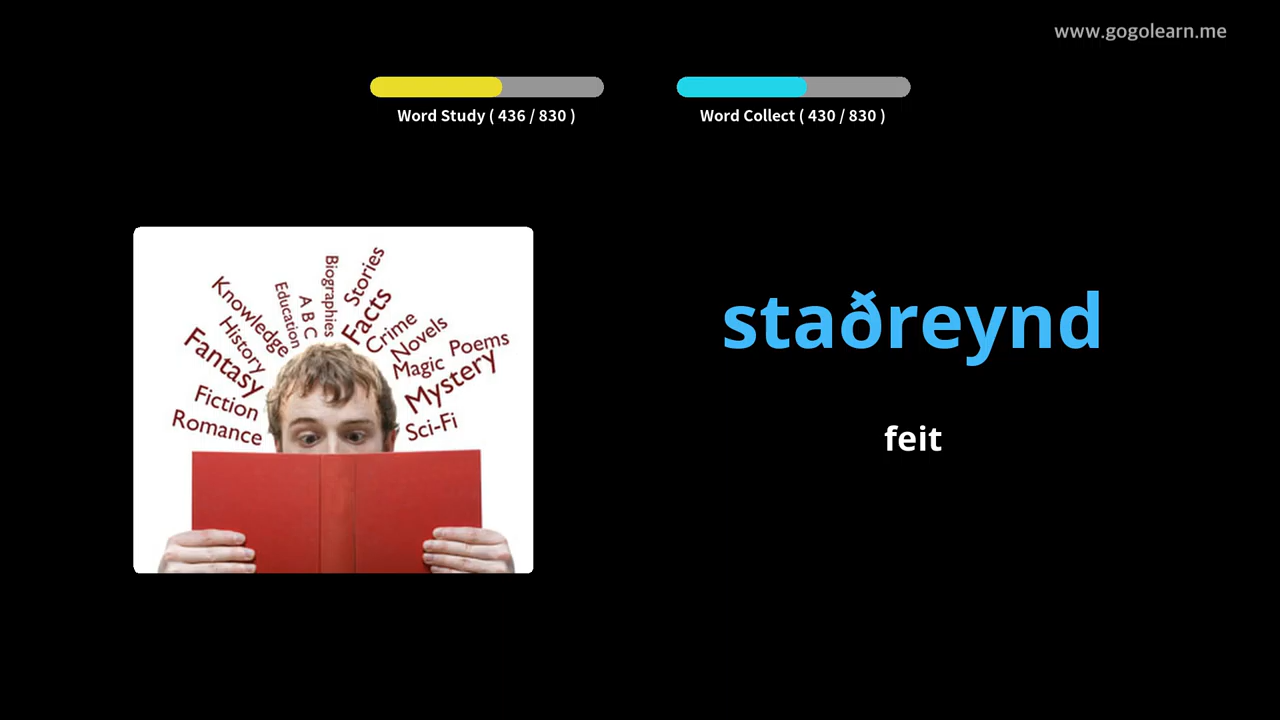 www.gogolearn.me
Word Study ( 436 / 830 )
Word Collect ( 430 / 830 )
Knowledge
Education
A B C
Biographies
Stories
Facts
Crime
Novels
History
Fantasy
Magic
Poems
Mystery
Fiction
Romance
Sci-Fi
staðreynd
feit